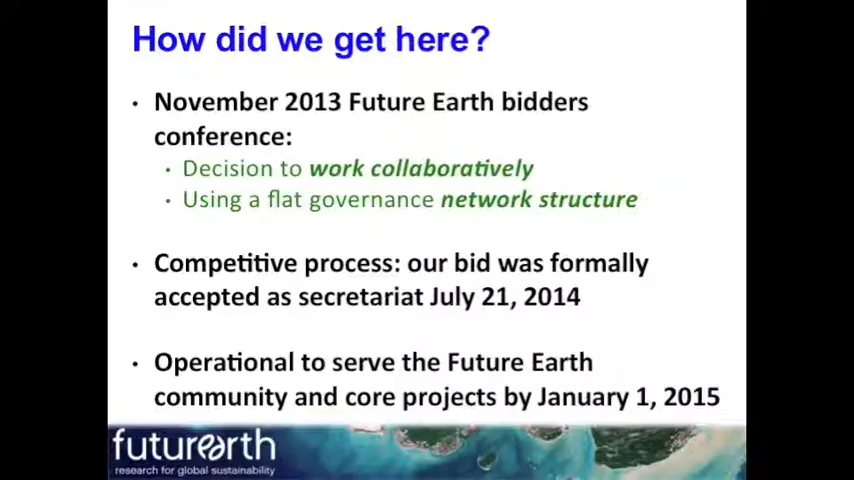 How did we get here?
• November 2013 Future Earth bidders
conference:
• Decision to work collaboratively
• Using a flat governance network structure
• Competitive process: our bid was formally
accepted as secretariat July 21, 2014
• Operational to serve the Future Earth
community and core projects by January 1, 2015
futurearth
research for global sustainability